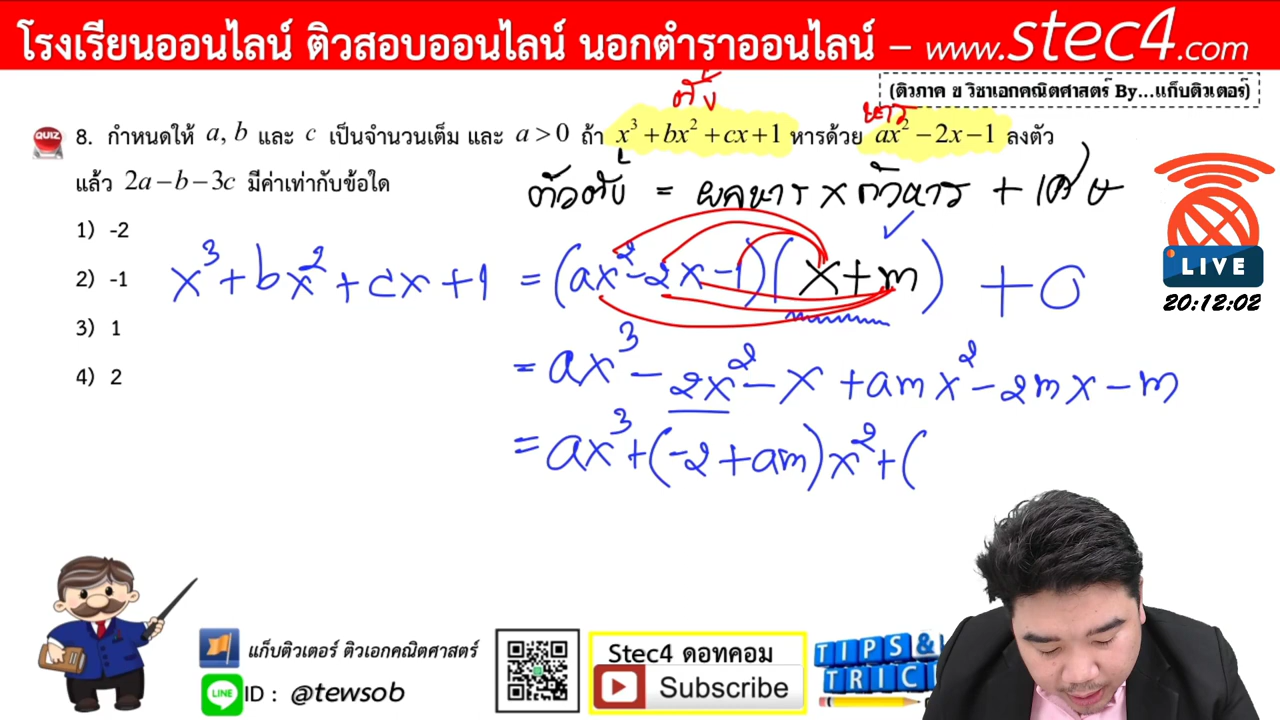 โรงเรียนออนไลน์ ติวสอบออนไลน์ นอกตำราออนไลน์ – www.stec4.com
(ติวภาค ข วิชาเอกคณิตศาสตร์ By...แก็บติวเตอร์)
ตัวตั้ง
หาร
QUIZ 8. กำหนดให้ a, b และ c เป็นจำนวนเต็ม และ a > 0 ถ้า x³ + bx² + cx + 1 หารด้วย ax² − 2x − 1 ลงตัว
แล้ว 2a − b − 3c มีค่าเท่ากับข้อใด
ตัวตั้ง = ผลหาร × ตัวหาร + เศษ
1) -2
2) -1
3) 1
4) 2
x³ + bx² + cx + 1 = (ax² − 2x − 1)(x + m) + 0
= ax³ − 2x² − x + amx² − 2mx − m
= ax³ + (−2 + am)x² + (
LIVE
20:12:02
แก็บติวเตอร์ ติวเอกคณิตศาสตร์
LINE ID : @tewsob
Stec4 ดอทคอม
Subscribe
TIPS &
TRIC